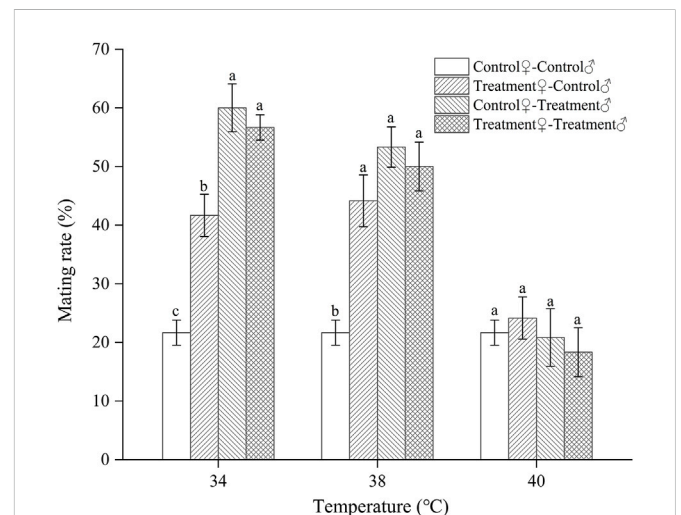 70
60
50
40
30
20
10
0
Mating rate (%)
Control♀-Control♂
Treatment♀-Control♂
Control♀-Treatment♂
Treatment♀-Treatment♂
c b a a
b a a a
a a a a
34 38 40
Temperature (℃)